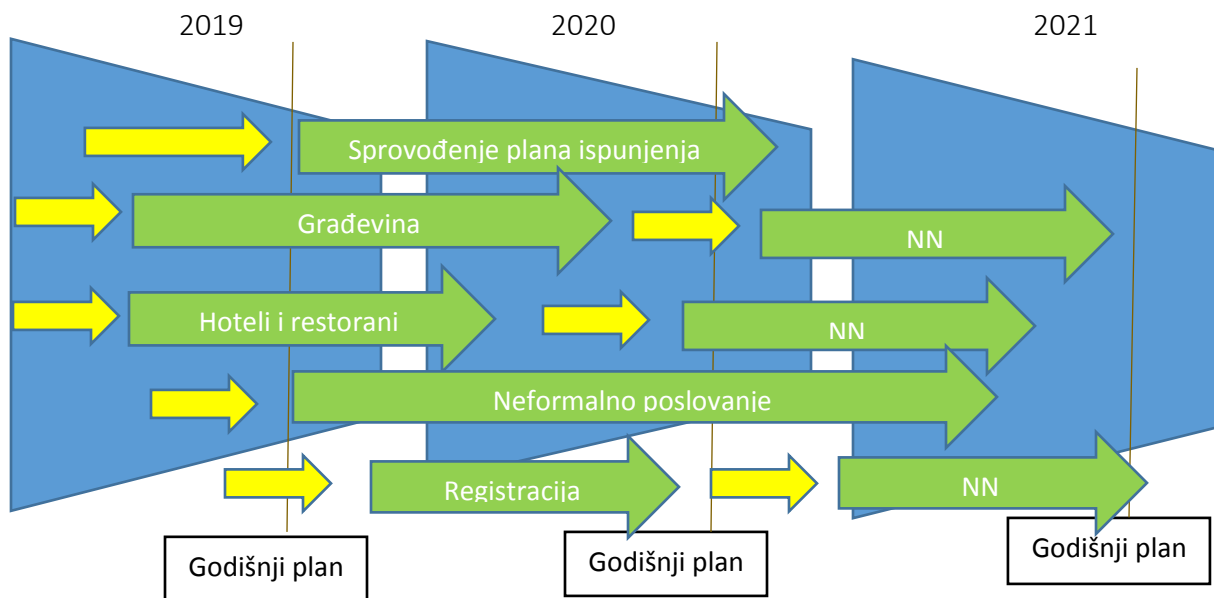 2019
2020
2021
Sprovođenje plana ispunjenja
Građevina
NN
Hoteli i restorani
NN
Neformalno poslovanje
Registracija
NN
Godišnji plan
Godišnji plan
Godišnji plan